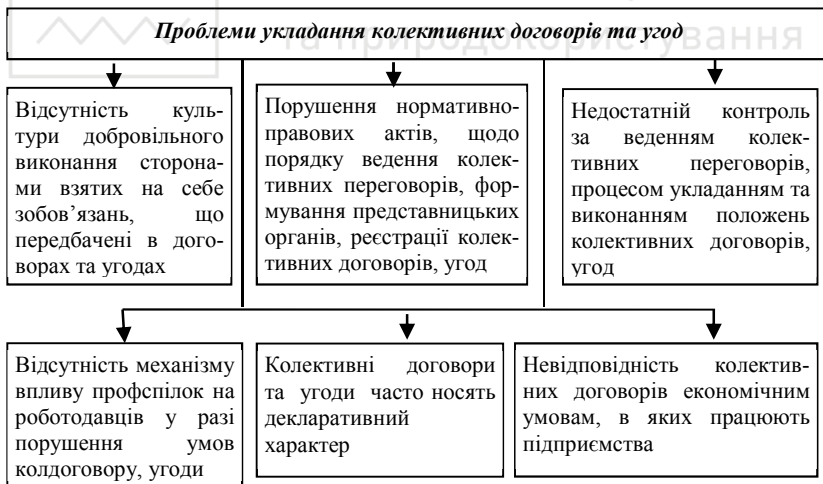 Проблеми укладання колективних договорів та угод
та природокористування
Відсутність куль-
тури добровільного
виконання сторона-
ми взятих на себе
зобов’язань, що
передбачені в дого-
ворах та угодах
Порушення нормативно-
правових актів, щодо
порядку ведення колек-
тивних переговорів, фор-
мування представницьких
органів, реєстрації колек-
тивних договорів, угод
Недостатній контроль
за веденням колек-
тивних переговорів,
процесом укладанням та
виконанням положень
колективних договорів,
угод
Відсутність механізму
впливу профспілок на
роботодавців у разі
порушення умов
колдоговору, угоди
Колективні договори
та угоди часто носять
декларативний
характер
Невідповідність колектив-
них договорів економічним
умовам, в яких працюють
підприємства